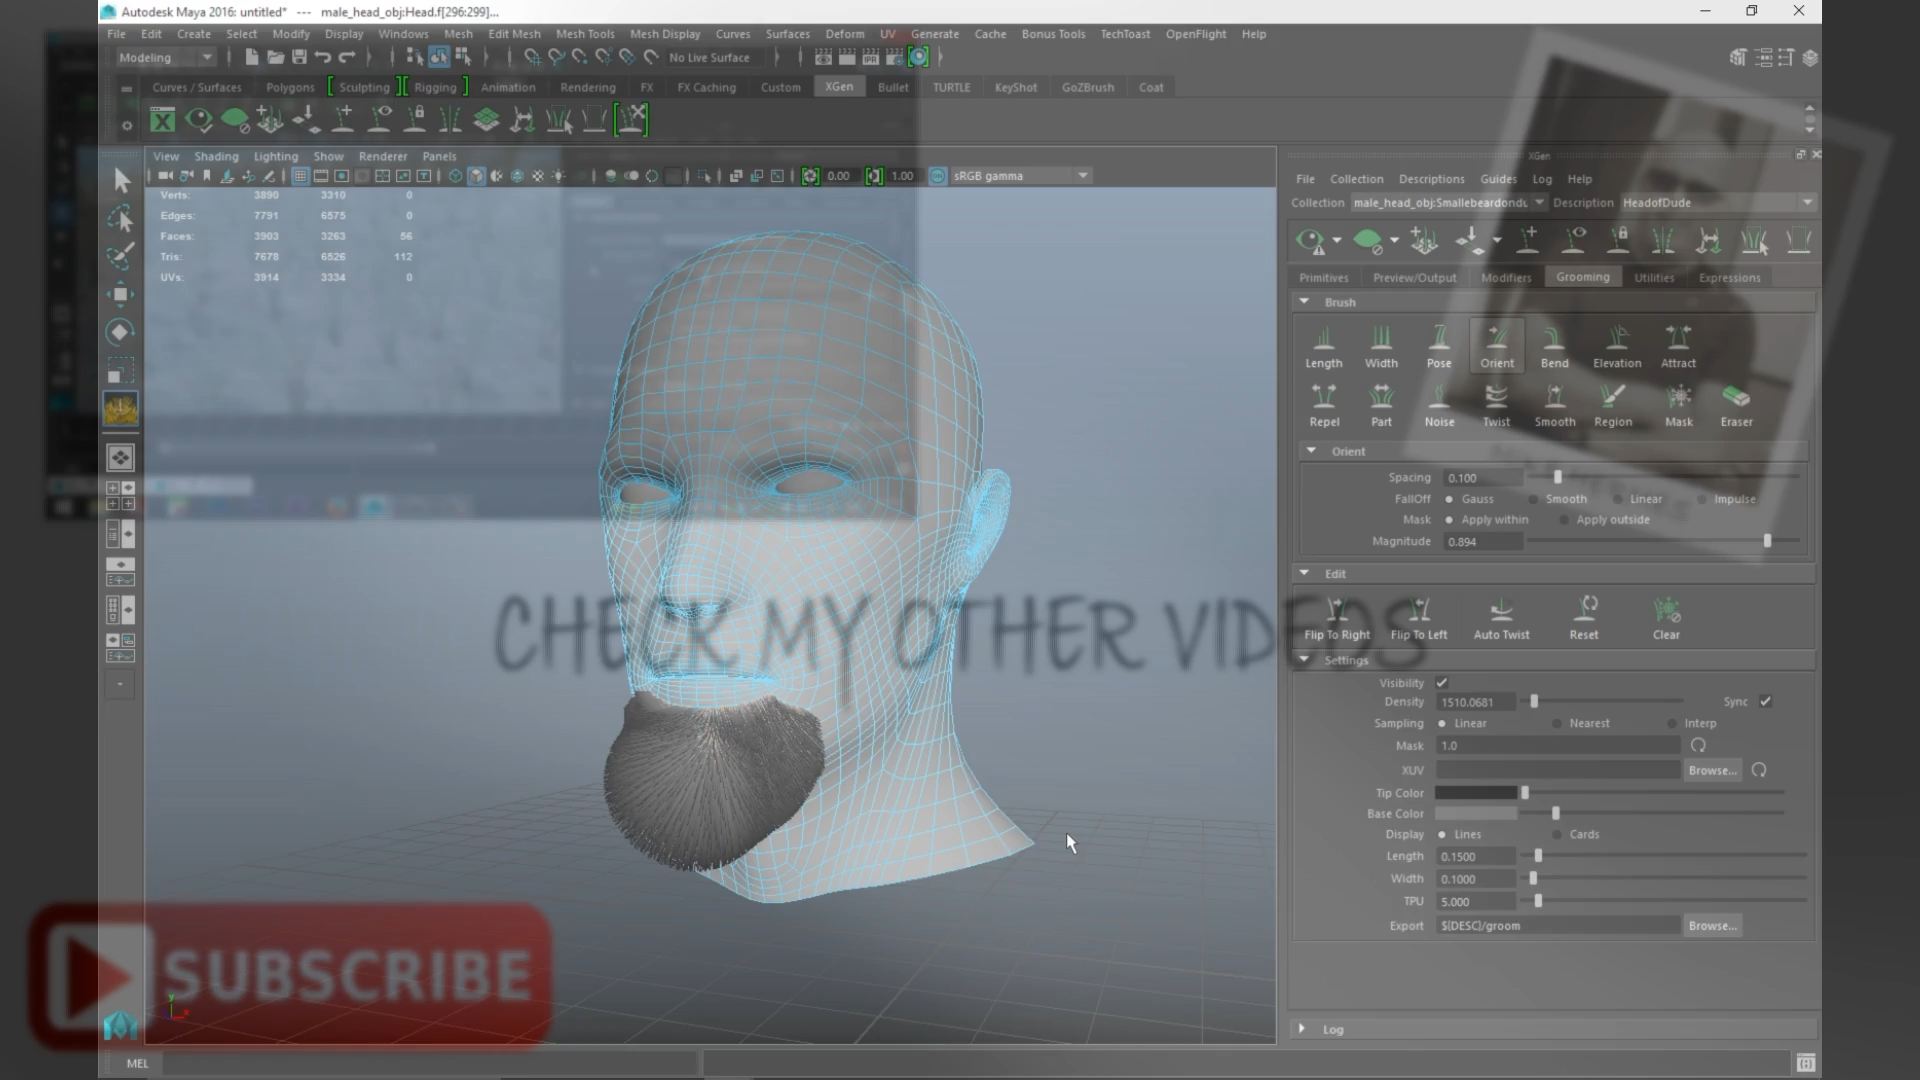 Autodesk Maya 2016: untitled* --- male_head_obj:Head.f[296:299]...
File Edit Create Select Modify Display Windows Mesh Edit Mesh Mesh Tools Mesh Display Curves Surfaces Deform UV Generate Cache Bonus Tools TechToast OpenFlight Help
Modeling No Live Surface
Curves / Surfaces Polygons Sculpting Rigging Animation Rendering FX FX Caching Custom XGen Bullet TURTLE KeyShot GoZBrush Coat
View Shading Lighting Show Renderer Panels
0.00 1.00 sRGB gamma
Verts: 3890 3310 0
Edges: 7791 6575 0
Faces: 3903 3263 56
Tris: 7678 6526 112
UVs: 3914 3334 0
CHECK MY OTHER VIDEOS
SUBSCRIBE
MEL
XGen
File Collection Descriptions Guides Log Help
Collection male_head_obj:Smallebeardondu Description HeadofDude
Primitives Preview/Output Modifiers Grooming Utilities Expressions
Brush
Length Width Pose Orient Bend Elevation Attract
Repel Part Noise Twist Smooth Region Mask Eraser
Orient
Spacing 0.100
FallOff Gauss Smooth Linear Impulse
Mask Apply within Apply outside
Magnitude 0.894
Edit
Flip To Right Flip To Left Auto Twist Reset Clear
Settings
Visibility
Density 1510.0681 Sync
Sampling Linear Nearest Interp
Mask 1.0
XUV Browse...
Tip Color
Base Color
Display Lines Cards
Length 0.1500
Width 0.1000
TPU 5.000
Export ${DESC}/groom Browse...
Log